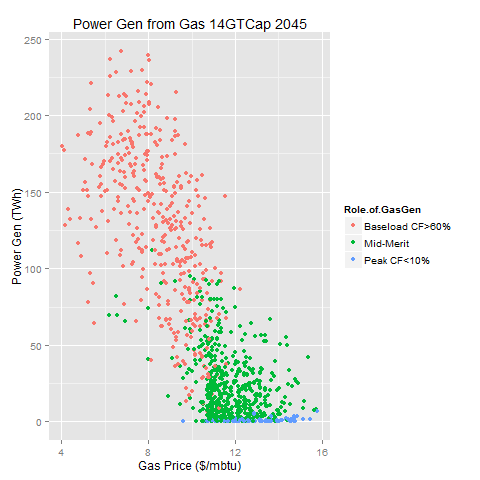 Power Gen from Gas 14GTCap 2045
250
200
150
100
50
0
4
8
12
16
Power Gen (TWh)
Gas Price ($/mbtu)
Role.of.GasGen
Baseload CF>60%
Mid-Merit
Peak CF<10%